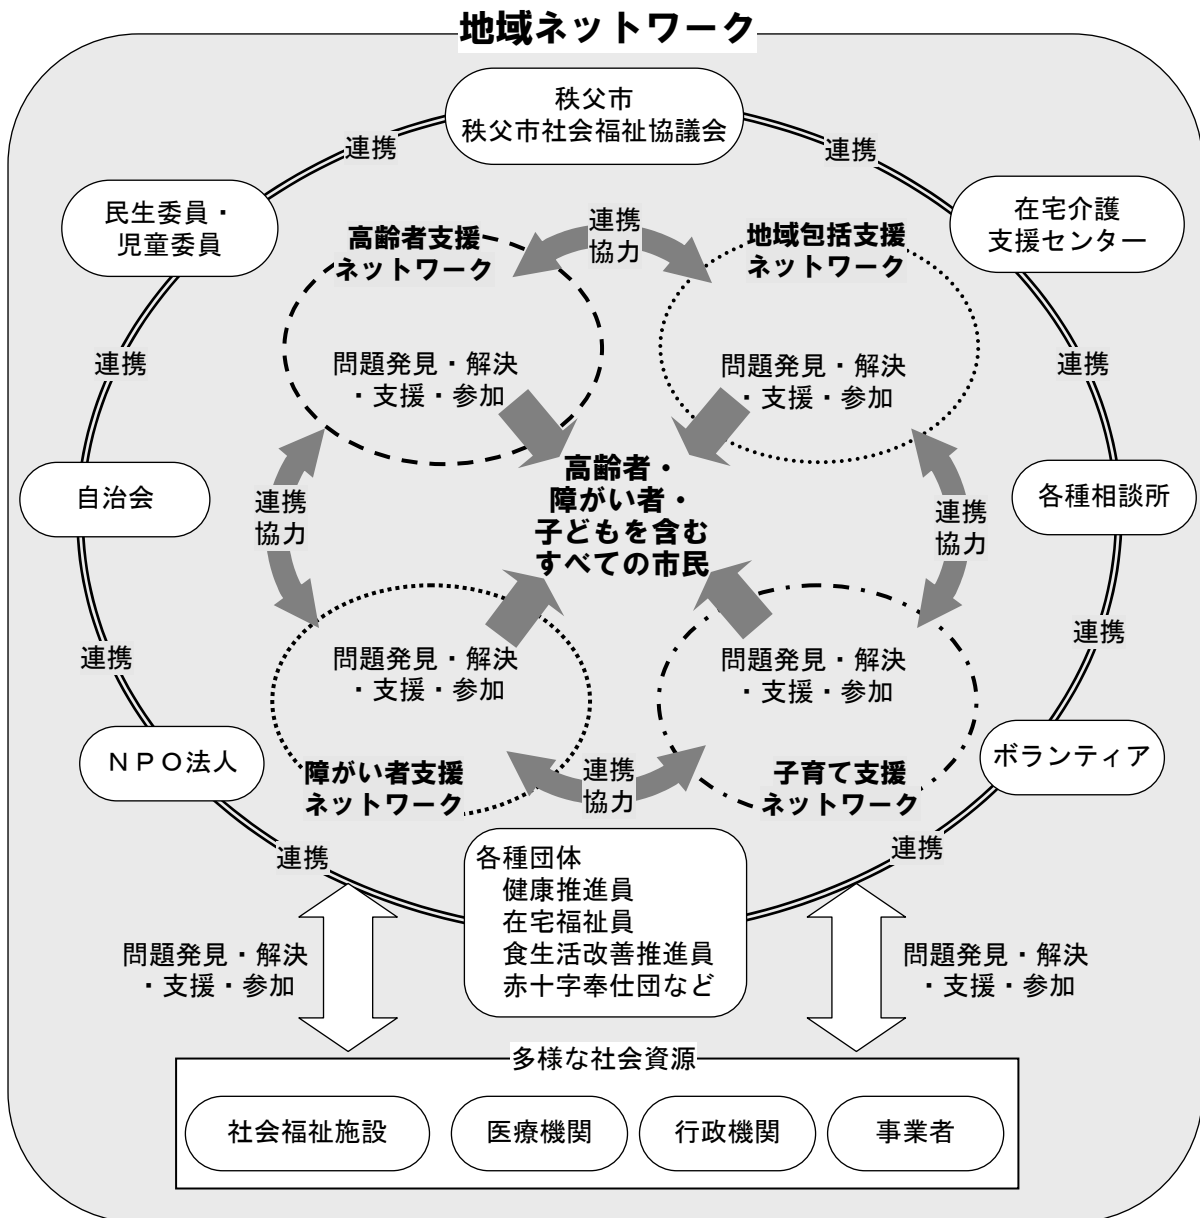 地域ネットワーク
秩父市
秩父市社会福祉協議会
連携
連携
民生委員・
児童委員
在宅介護
支援センター
高齢者支援
ネットワーク
連携
協力
地域包括支援
ネットワーク
連携
連携
問題発見・解決
・支援・参加
問題発見・解決
・支援・参加
高齢者・
障がい者・
子どもを含む
すべての市民
自治会
連携
協力
連携
協力
各種相談所
連携
連携
問題発見・解決
・支援・参加
問題発見・解決
・支援・参加
ＮＰＯ法人
障がい者支援
ネットワーク
連携
協力
子育て支援
ネットワーク
ボランティア
連携
連携
各種団体
健康推進員
在宅福祉員
食生活改善推進員
赤十字奉仕団など
問題発見・解決
・支援・参加
問題発見・解決
・支援・参加
多様な社会資源
社会福祉施設
医療機関
行政機関
事業者